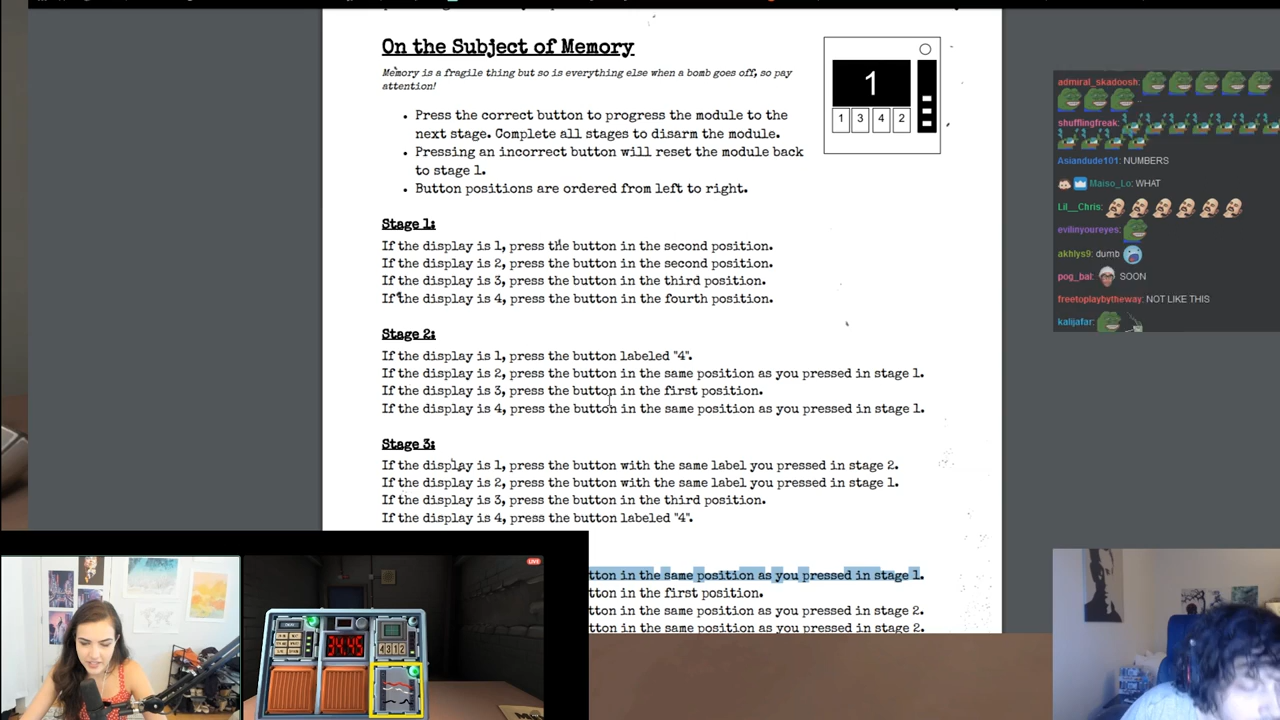 On the Subject of Memory
Memory is a fragile thing but so is everything else when a bomb goes off, so pay
attention!
• Press the correct button to progress the module to the
next stage. Complete all stages to disarm the module.
• Pressing an incorrect button will reset the module back
to stage 1.
• Button positions are ordered from left to right.
1
1 3 4 2
Stage 1:
If the display is 1, press the button in the second position.
If the display is 2, press the button in the second position.
If the display is 3, press the button in the third position.
If the display is 4, press the button in the fourth position.
Stage 2:
If the display is 1, press the button labeled "4".
If the display is 2, press the button in the same position as you pressed in stage 1.
If the display is 3, press the button in the first position.
If the display is 4, press the button in the same position as you pressed in stage 1.
Stage 3:
If the display is 1, press the button with the same label you pressed in stage 2.
If the display is 2, press the button with the same label you pressed in stage 1.
If the display is 3, press the button in the third position.
If the display is 4, press the button labeled "4".
tton in the same position as you pressed in stage 1.
tton in the first position.
tton in the same position as you pressed in stage 2.
tton in the same position as you pressed in stage 2.
admiral_skadoosh:
shufflingfreak:
Asiandude101: NUMBERS
Maiso_Lo: WHAT
Lil__Chris:
evilinyoureyes:
akhlys9: dumb
pog_bal: SOON
freetoplaybytheway: NOT LIKE THIS
kalijafar:
LIVE
34.45
4312